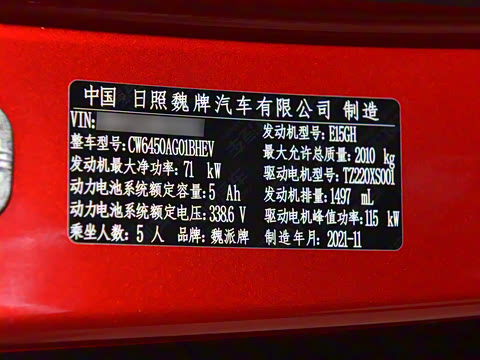 中国 日照魏牌汽车有限公司 制造
VIN: 发动机型号: E15GH
整车型号: CW6450AG01BHEV 最大允许总质量: 2010 kg
发动机最大净功率: 71 kW 驱动电机型号: TZ220XS001
动力电池系统额定容量: 5 Ah 发动机排量: 1497 mL
动力电池系统额定电压: 338.6 V 驱动电机峰值功率: 115 kW
乘坐人数: 5 人 品牌: 魏派牌 制造年月: 2021-11